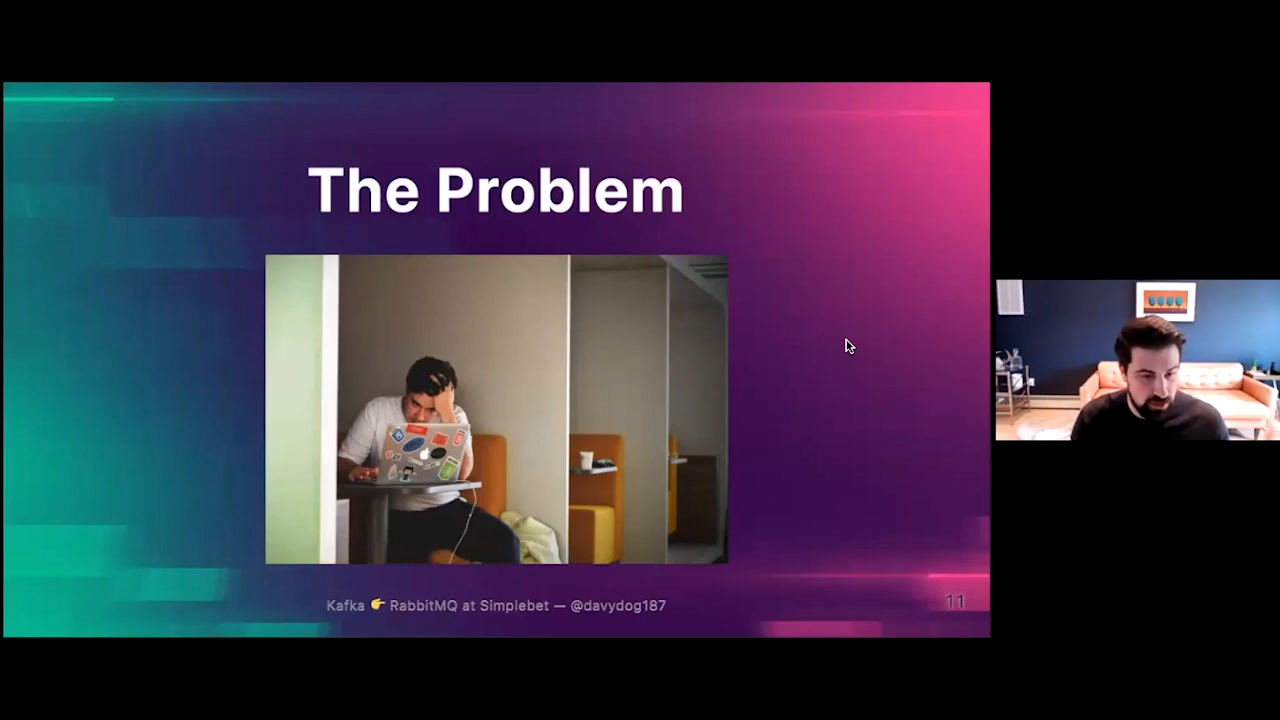 The Problem
Kafka 👉 RabbitMQ at Simplebet — @davydog187
11